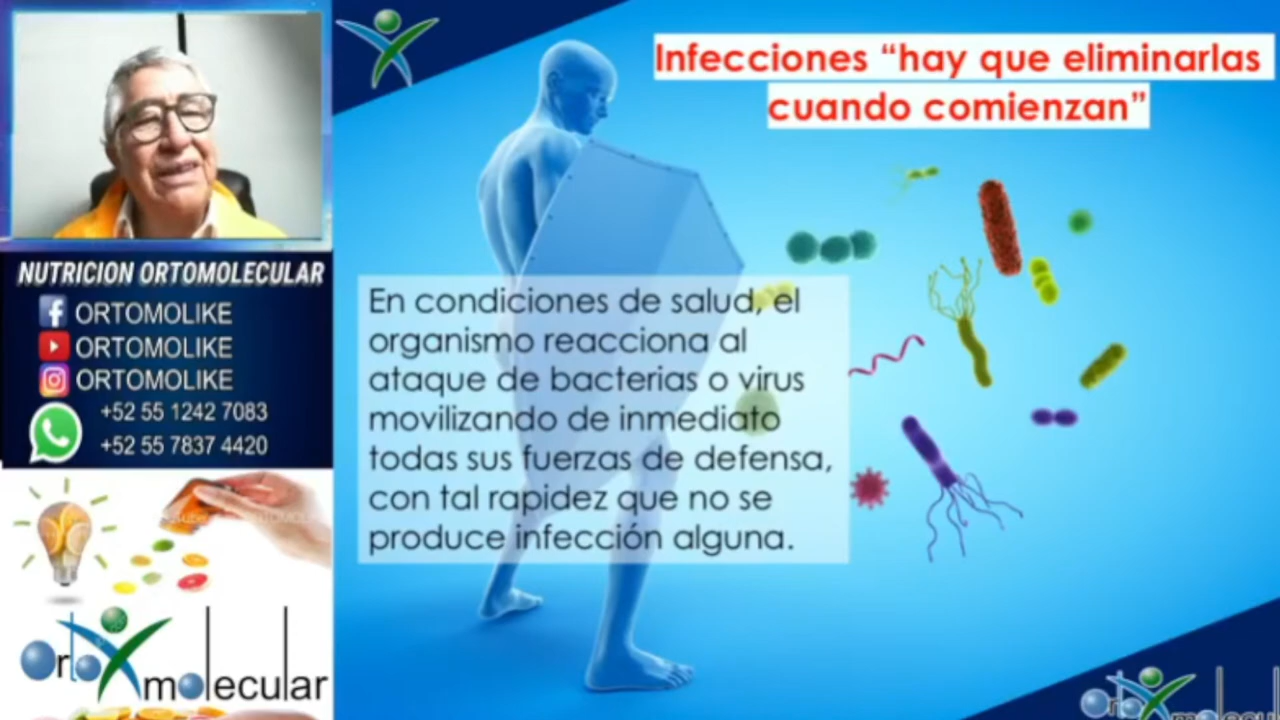 NUTRICION ORTOMOLECULAR
ORTOMOLIKE
ORTOMOLIKE
ORTOMOLIKE
+52 55 1242 7083
+52 55 7837 4420
Ortomolecular
Infecciones “hay que eliminarlas
cuando comienzan”
En condiciones de salud, el
organismo reacciona al
ataque de bacterias o virus
movilizando de inmediato
todas sus fuerzas de defensa,
con tal rapidez que no se
produce infección alguna.